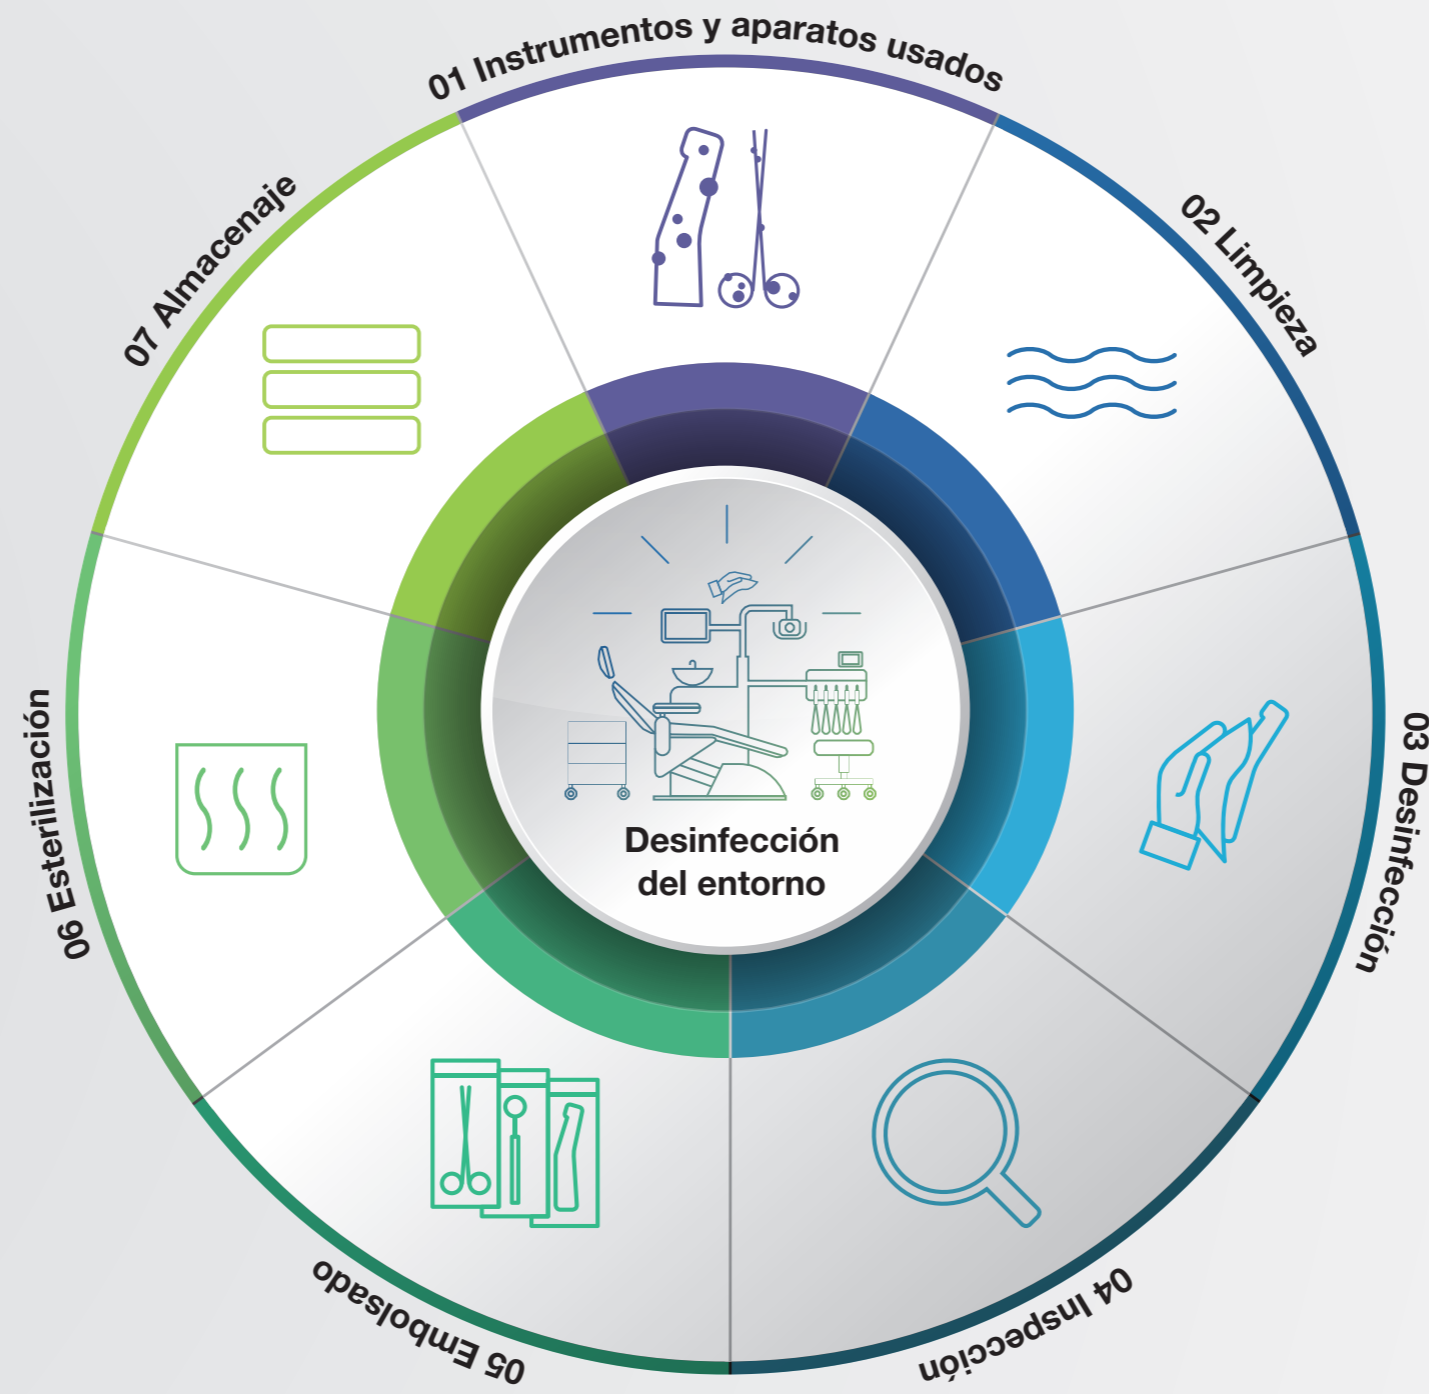 01 Instrumentos y aparatos usados
02 Limpieza
03 Desinfección
04 Inspección
05 Embolsado
06 Esterilización
07 Almacenaje
Desinfección
del entorno